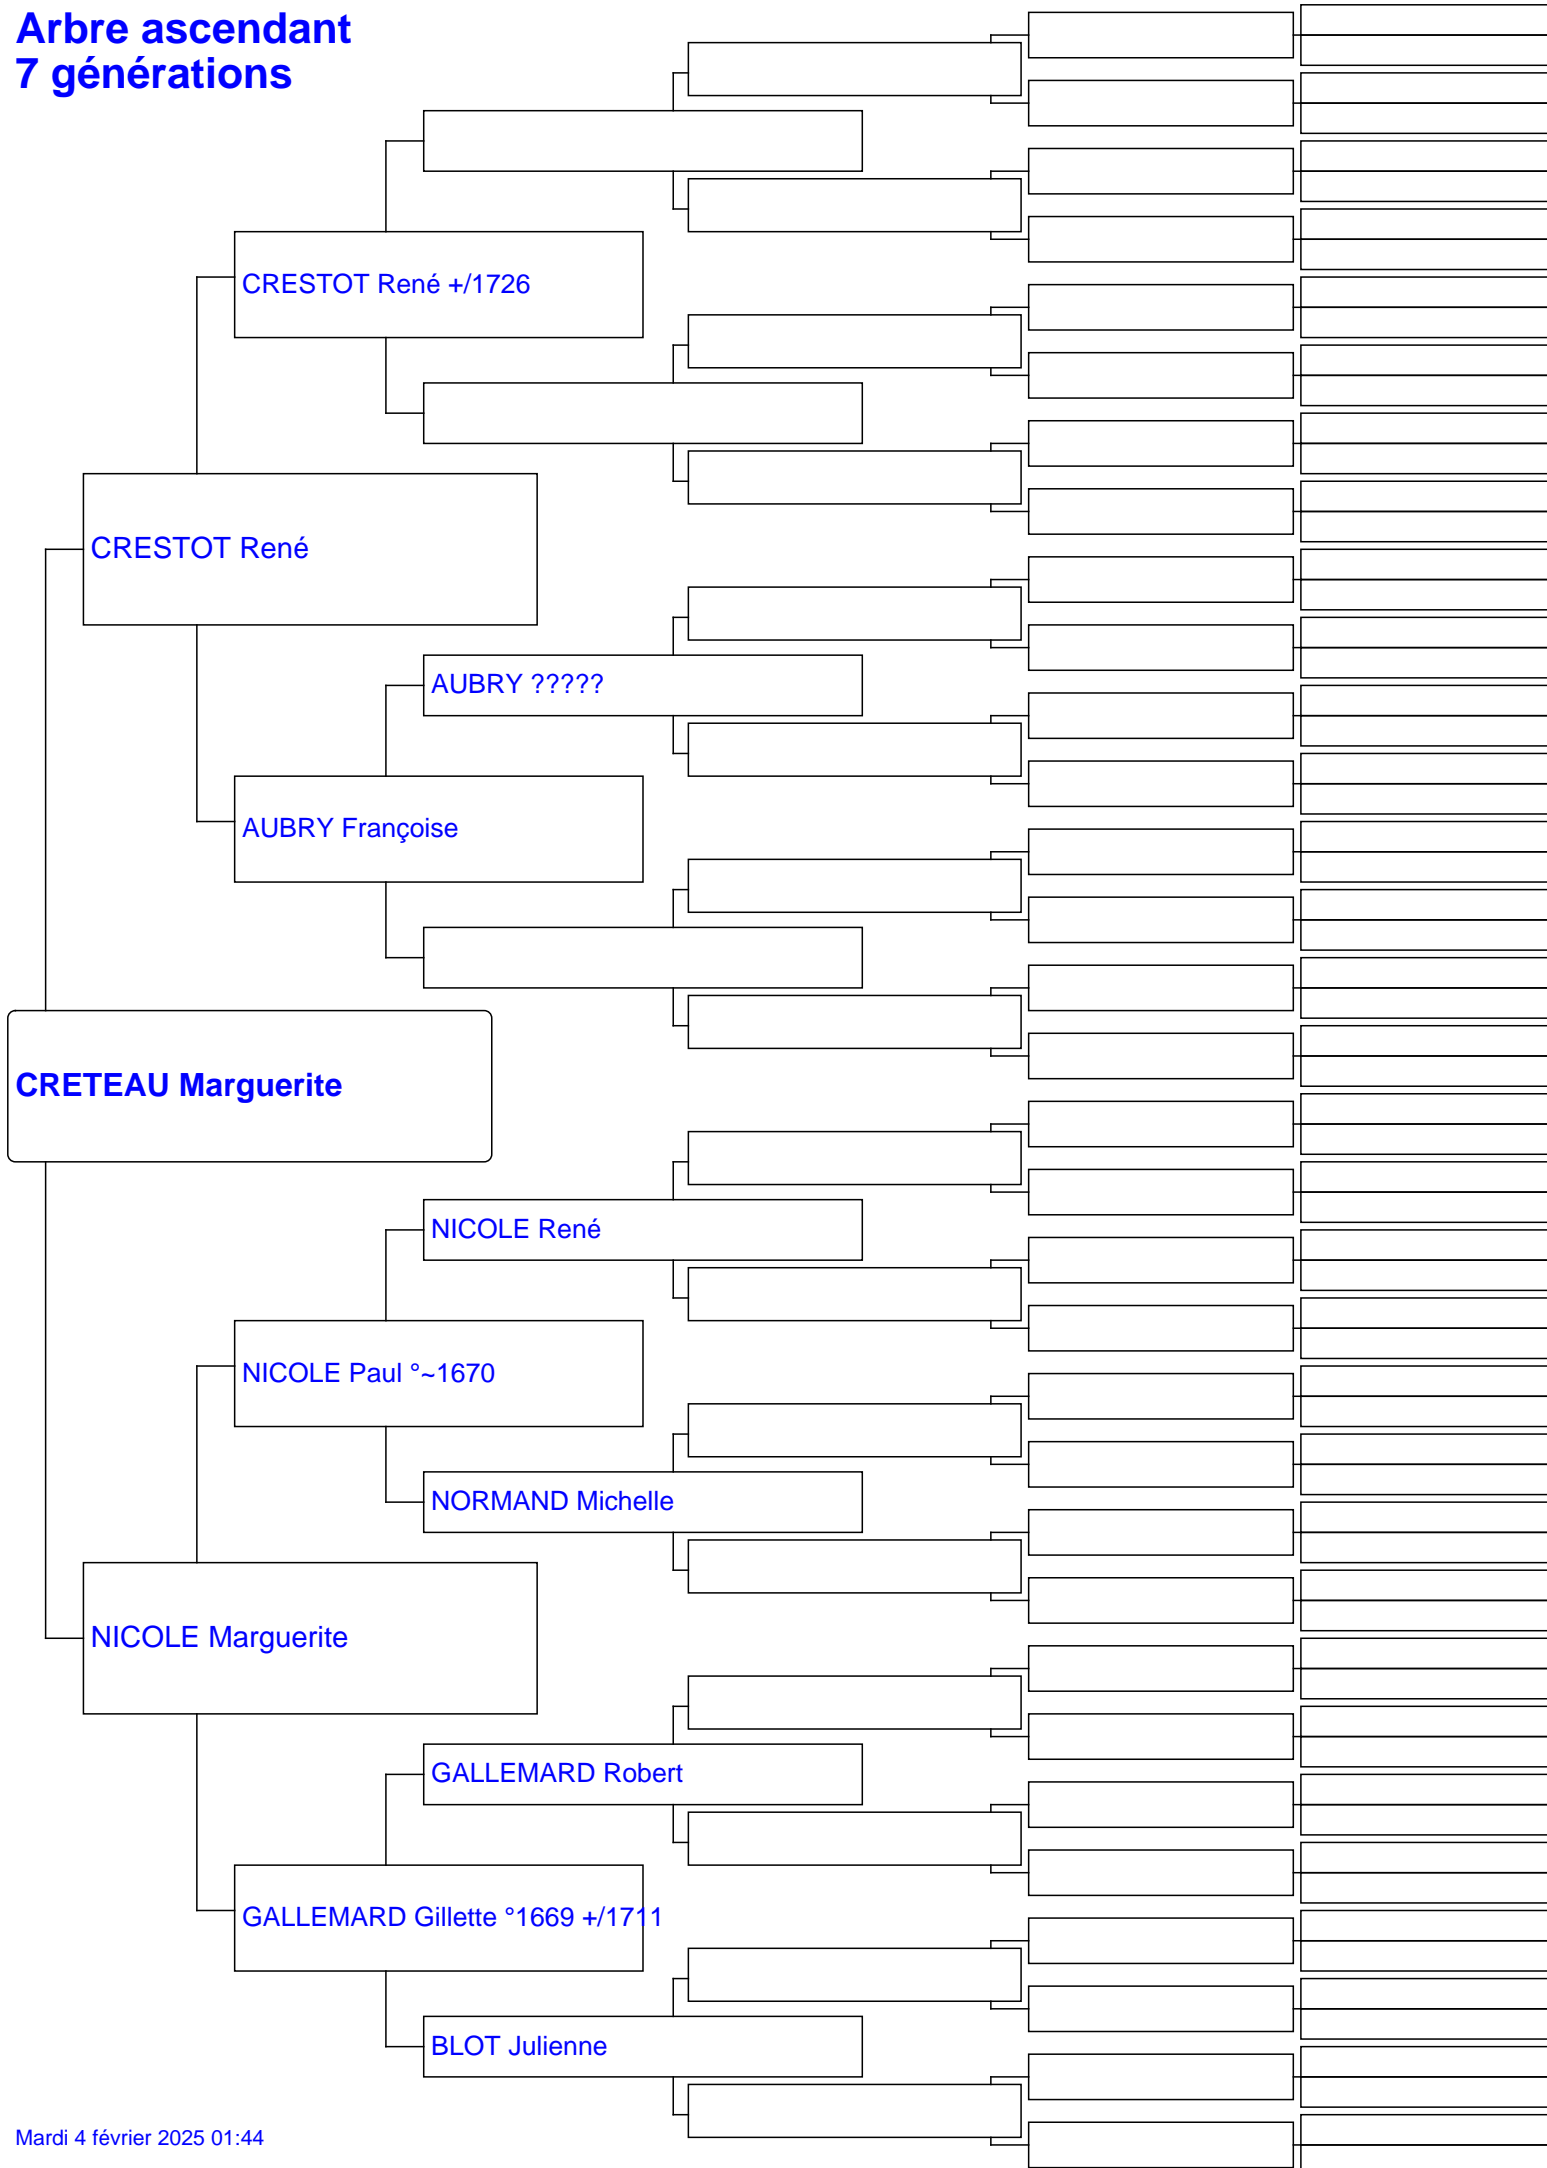 Arbre ascendant
7 générations
CRESTOT René +/1726
CRESTOT René
AUBRY ?????
AUBRY Françoise
CRETEAU Marguerite
NICOLE René
NICOLE Paul °~1670
NORMAND Michelle
NICOLE Marguerite
GALLEMARD Robert
GALLEMARD Gillette °1669 +/1711
BLOT Julienne
Mardi 4 février 2025 01:44